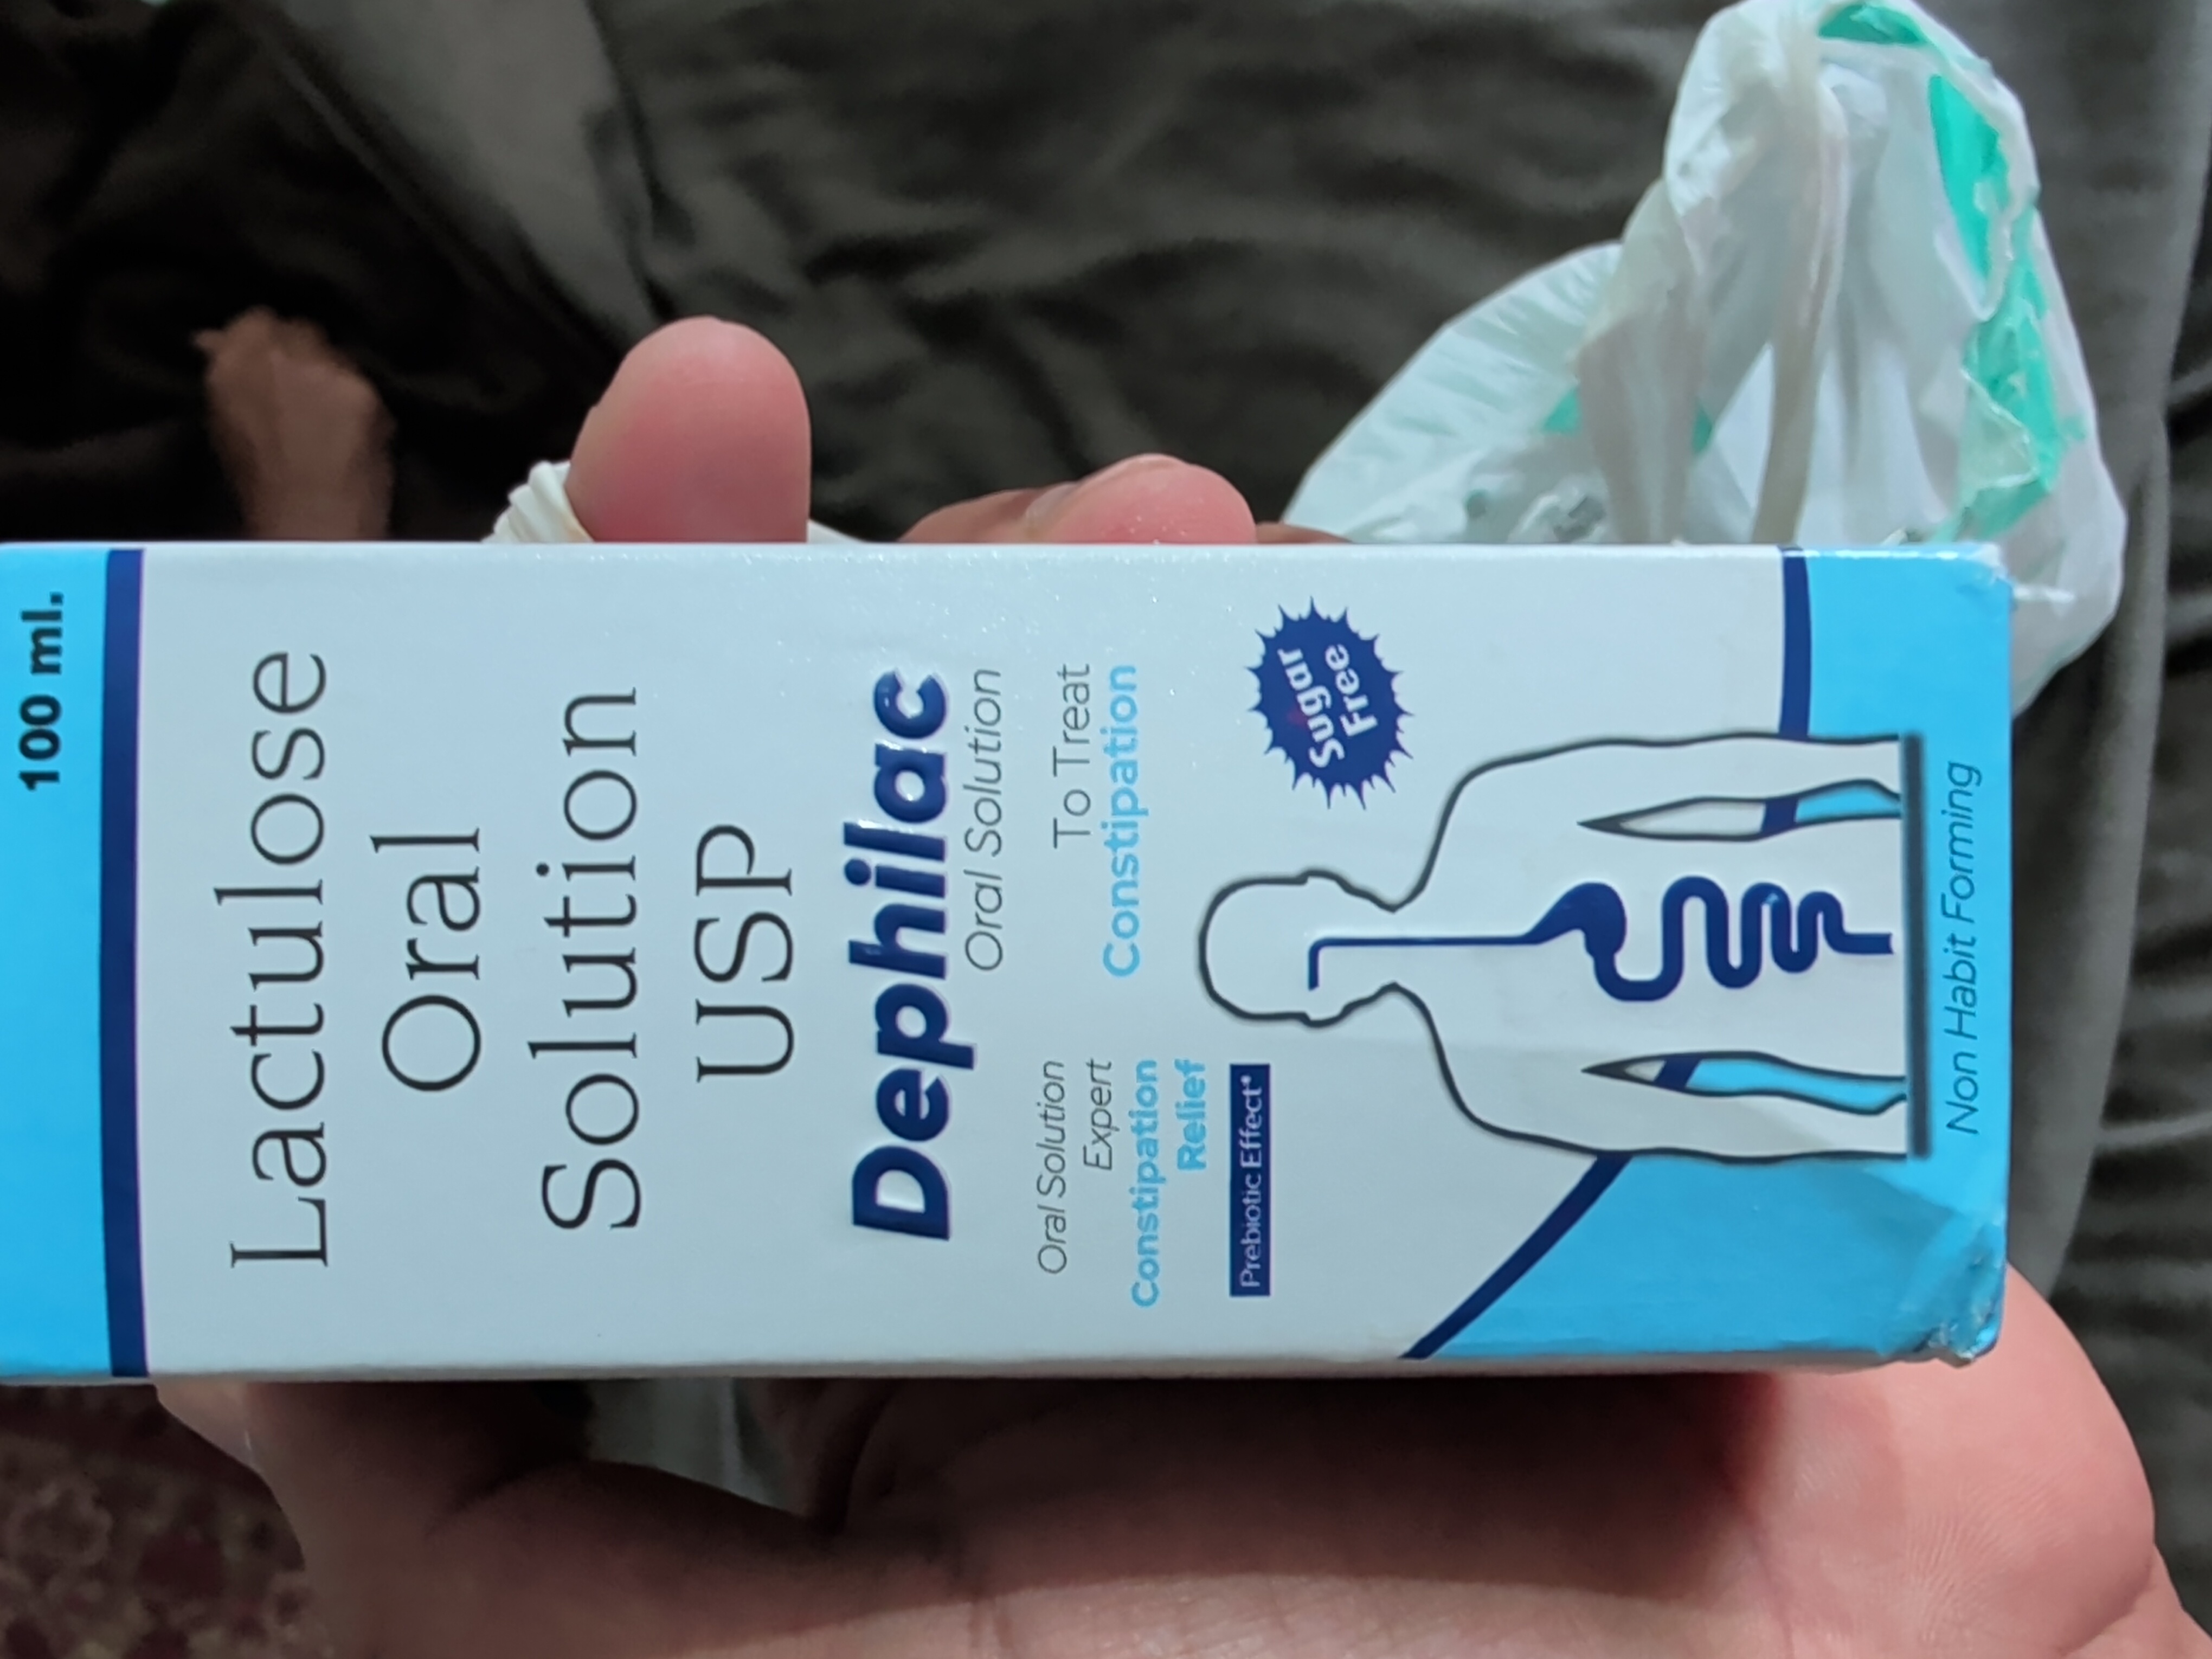 100 ml.
Lactulose
Oral
Solution
USP
Dephilac
Oral Solution
Oral Solution
Expert
Constipation
Relief
Prebiotic Effect*
To Treat
Constipation
Sugar
Free
Non Habit Forming